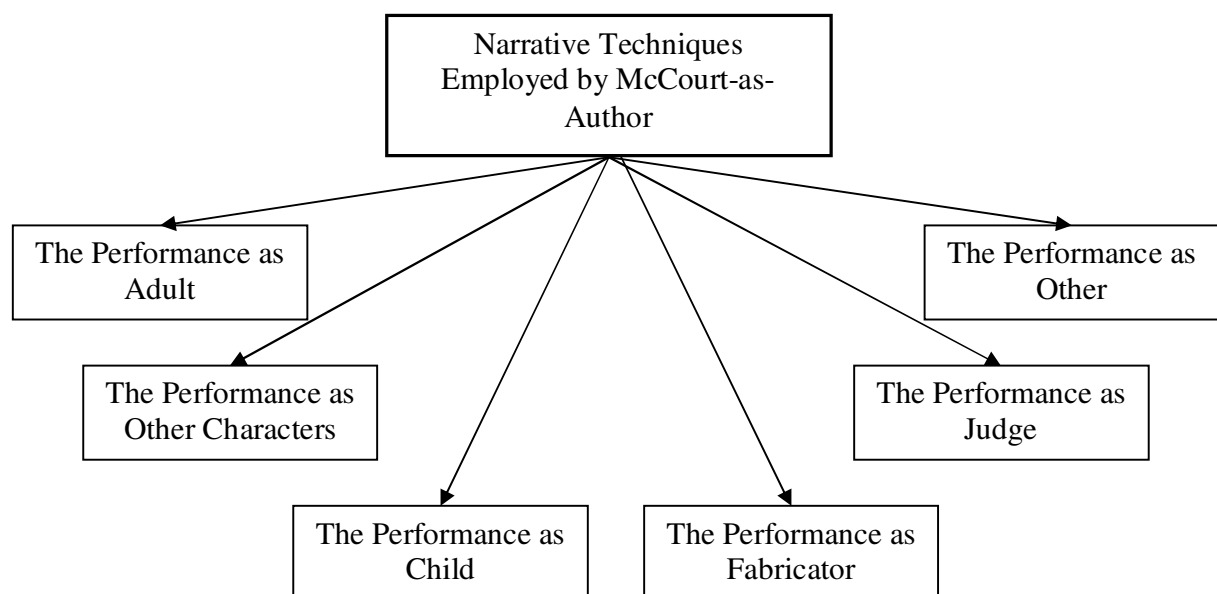 Narrative Techniques
Employed by McCourt-as-
Author
The Performance as
Adult
The Performance as
Other
The Performance as
Other Characters
The Performance as
Judge
The Performance as
Child
The Performance as
Fabricator